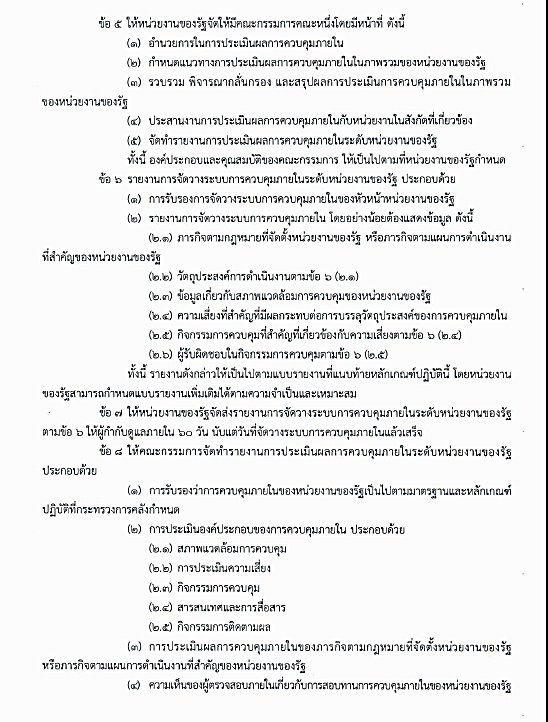 ข้อ ๕ ให้หน่วยงานของรัฐจัดให้มีคณะกรรมการคณะหนึ่งโดยมีหน้าที่ ดังนี้
(๑) อำนวยการในการประเมินผลการควบคุมภายใน
(๒) กำหนดแนวทางการประเมินผลการควบคุมภายในในภาพรวมของหน่วยงานของรัฐ
(๓) รวบรวม พิจารณากลั่นกรอง และสรุปผลการประเมินการควบคุมภายในในภาพรวม
ของหน่วยงานของรัฐ
(๔) ประสานงานการประเมินผลการควบคุมภายในกับหน่วยงานในสังกัดที่เกี่ยวข้อง
(๕) จัดทำรายงานการประเมินผลการควบคุมภายในระดับหน่วยงานของรัฐ
ทั้งนี้ องค์ประกอบและคุณสมบัติของคณะกรรมการ ให้เป็นไปตามที่หน่วยงานของรัฐกำหนด
ข้อ ๖ รายงานการจัดวางระบบการควบคุมภายในระดับหน่วยงานของรัฐ ประกอบด้วย
(๑) การรับรองการจัดวางระบบการควบคุมภายในของหัวหน้าหน่วยงานของรัฐ
(๒) รายงานการจัดวางระบบการควบคุมภายใน โดยอย่างน้อยต้องแสดงข้อมูล ดังนี้
(๒.๑) ภารกิจตามกฎหมายที่จัดตั้งหน่วยงานของรัฐ หรือภารกิจตามแผนการดำเนินงาน
ที่สำคัญของหน่วยงานของรัฐ
(๒.๒) วัตถุประสงค์การดำเนินงานตามข้อ ๖ (๒.๑)
(๒.๓) ข้อมูลเกี่ยวกับสภาพแวดล้อมการควบคุมของหน่วยงานของรัฐ
(๒.๔) ความเสี่ยงที่สำคัญที่มีผลกระทบต่อการบรรลุวัตถุประสงค์ของการควบคุมภายใน
(๒.๕) กิจกรรมการควบคุมที่สำคัญที่เกี่ยวข้องกับความเสี่ยงตามข้อ ๖ (๒.๔)
(๒.๖) ผู้รับผิดชอบในกิจกรรมการควบคุมตามข้อ ๖ (๒.๕)
ทั้งนี้ รายงานดังกล่าวให้เป็นไปตามแบบรายงานที่แนบท้ายหลักเกณฑ์ปฏิบัตินี้ โดยหน่วยงาน
ของรัฐสามารถกำหนดแบบรายงานเพิ่มเติมได้ตามความจำเป็นและเหมาะสม
ข้อ ๗ ให้หน่วยงานของรัฐจัดส่งรายงานการจัดวางระบบการควบคุมภายในระดับหน่วยงานของรัฐ
ตามข้อ ๖ ให้ผู้กำกับดูแลภายใน ๖๐ วัน นับแต่วันที่จัดวางระบบการควบคุมภายในแล้วเสร็จ
ข้อ ๘ ให้คณะกรรมการจัดทำรายงานการประเมินผลการควบคุมภายในระดับหน่วยงานของรัฐ
ประกอบด้วย
(๑) การรับรองว่าการควบคุมภายในของหน่วยงานของรัฐเป็นไปตามมาตรฐานและหลักเกณฑ์
ปฏิบัติที่กระทรวงการคลังกำหนด
(๒) การประเมินองค์ประกอบของการควบคุมภายใน ประกอบด้วย
(๒.๑) สภาพแวดล้อมการควบคุม
(๒.๒) การประเมินความเสี่ยง
(๒.๓) กิจกรรมการควบคุม
(๒.๔) สารสนเทศและการสื่อสาร
(๒.๕) กิจกรรมการติดตามผล
(๓) การประเมินผลการควบคุมภายในของภารกิจตามกฎหมายที่จัดตั้งหน่วยงานของรัฐ
หรือภารกิจตามแผนการดำเนินงานที่สำคัญของหน่วยงานของรัฐ
(๔) ความเห็นของผู้ตรวจสอบภายในเกี่ยวกับการสอบทานการควบคุมภายในของหน่วยงานของรัฐ